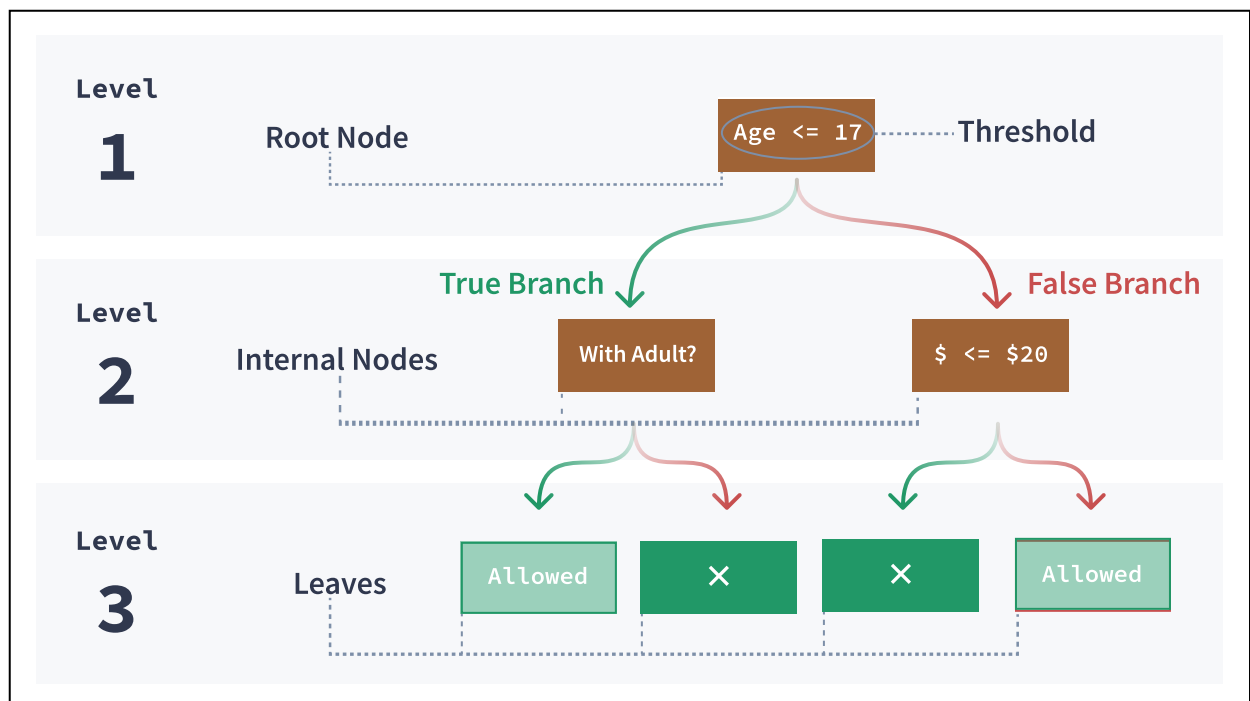 Level
1
Root Node
Age <= 17
Threshold
True Branch
False Branch
Level
2
Internal Nodes
With Adult?
$ <= $20
Level
3
Leaves
Allowed
✕
✕
Allowed